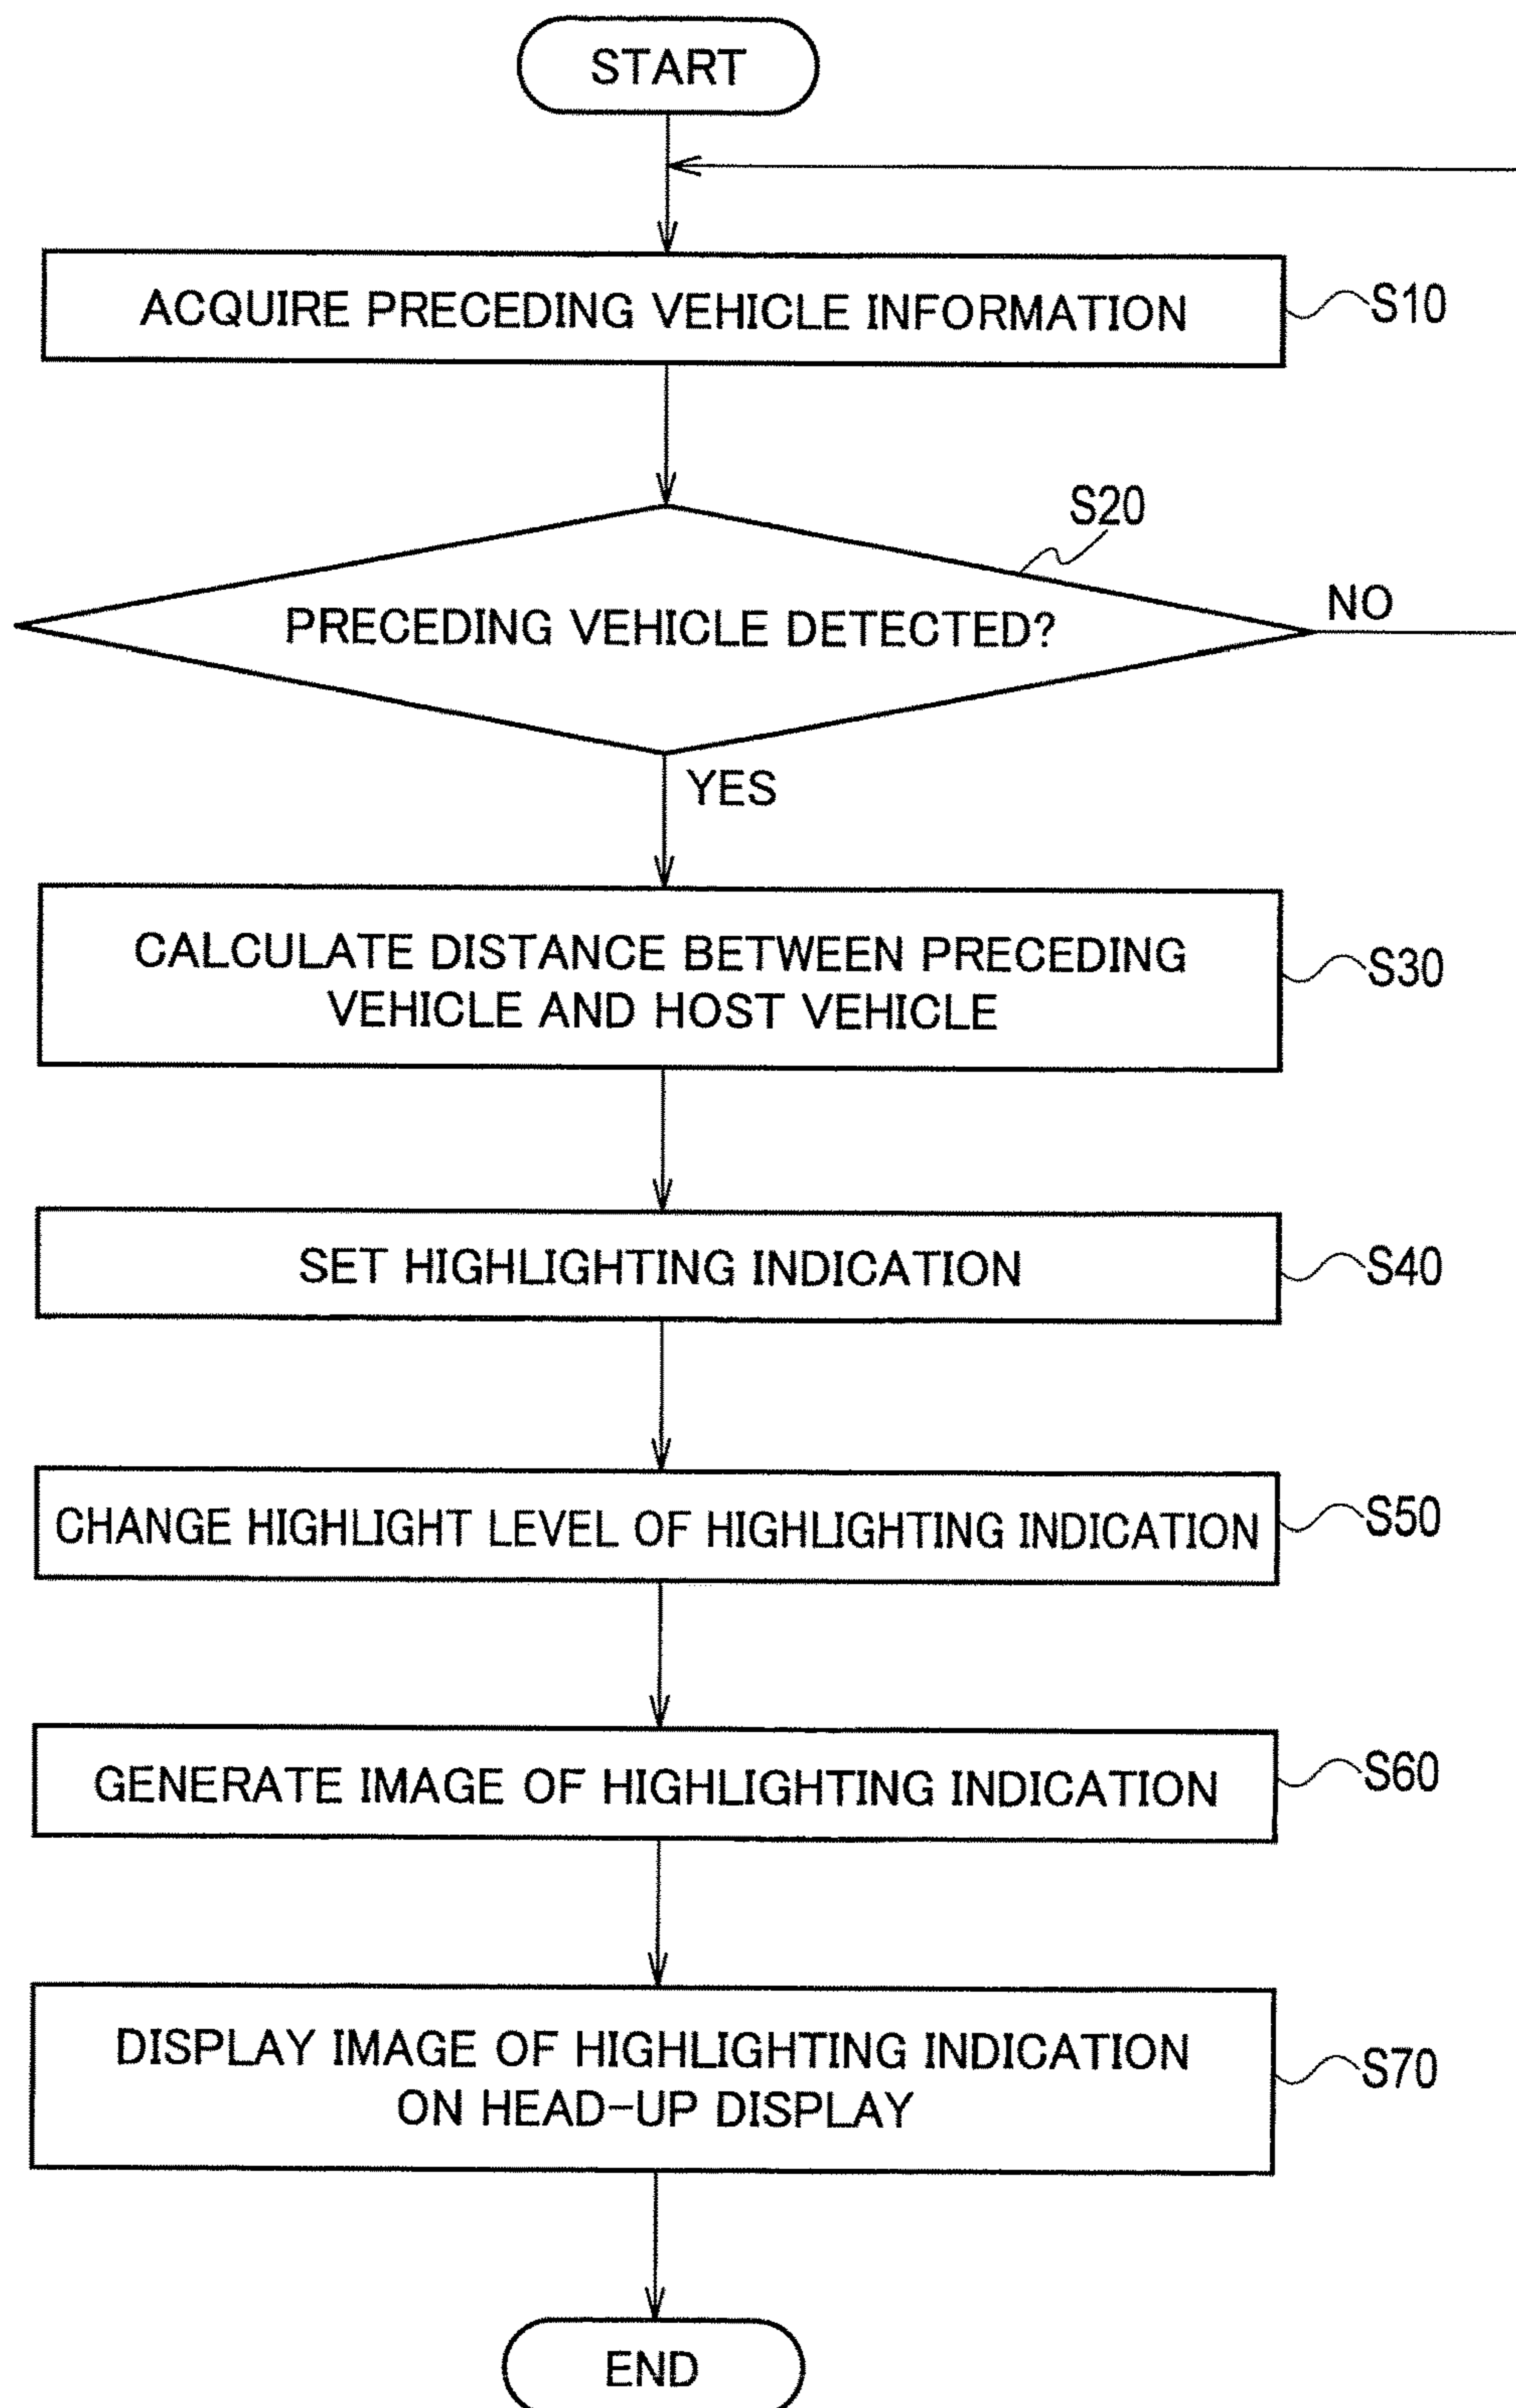 START
ACQUIRE PRECEDING VEHICLE INFORMATION
S10
S20
PRECEDING VEHICLE DETECTED?
NO
YES
CALCULATE DISTANCE BETWEEN PRECEDING
VEHICLE AND HOST VEHICLE
S30
SET HIGHLIGHTING INDICATION
S40
CHANGE HIGHLIGHT LEVEL OF HIGHLIGHTING INDICATION
S50
GENERATE IMAGE OF HIGHLIGHTING INDICATION
S60
DISPLAY IMAGE OF HIGHLIGHTING INDICATION
ON HEAD-UP DISPLAY
S70
END